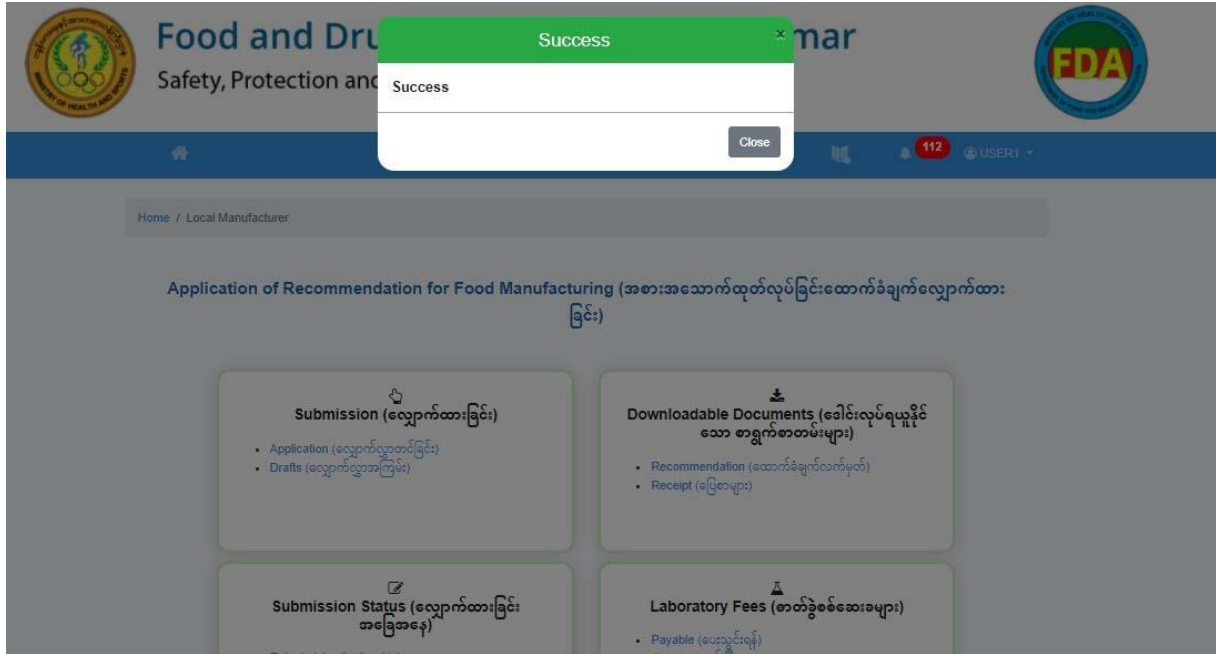 Food and Dru
mar
Safety, Protection and
FDA
Success
×
Success
Close
112
USER1
Home / Local Manufacturer
Application of Recommendation for Food Manufacturing (အစားအသောက်ထုတ်လုပ်ခြင်းထောက်ခံချက်လျှောက်ထား
ခြင်း)
Submission (လျှောက်ထားခြင်း)
Application (လျှောက်လွှာတင်ခြင်း)
Drafts (လျှောက်လွှာအကြမ်း)
Downloadable Documents (ဒေါင်းလုပ်ရယူနိုင်
သော စာရွက်စာတမ်းများ)
Recommendation (ထောက်ခံချက်လက်မှတ်)
Receipt (ပြေစာများ)
Submission Status (လျှောက်ထားခြင်း
အခြေအနေ)
Laboratory Fees (ဓာတ်ခွဲစစ်ဆေးခများ)
Payable (ပေးသွင်းရန်)